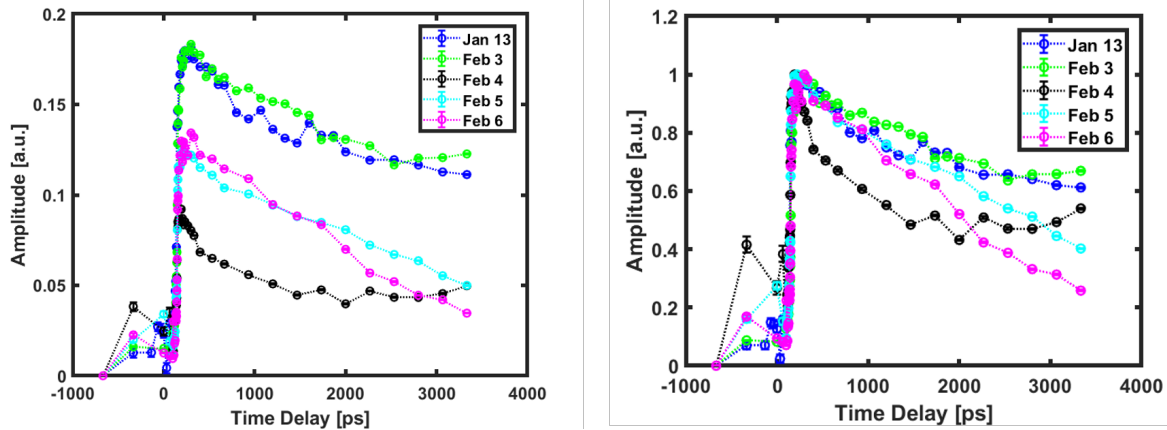 0.2
0.15
0.1
0.05
0
-1000
0
1000
2000
3000
4000
Amplitude [a.u.]
Time Delay [ps]
Jan 13
Feb 3
Feb 4
Feb 5
Feb 6
1.2
1
0.8
0.6
0.4
0.2
0
-1000
0
1000
2000
3000
4000
Amplitude [a.u.]
Time Delay [ps]
Jan 13
Feb 3
Feb 4
Feb 5
Feb 6